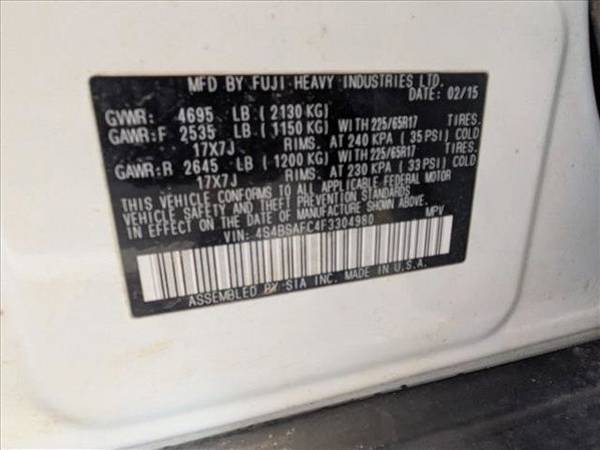 MFD BY FUJI HEAVY INDUSTRIES LTD.
DATE: 02/15
GVWR: 4695 LB (2130 KG)
GAWR:F 2535 LB (1150 KG) WITH 225/65R17 TIRES.
17X7J RIMS. AT 240 KPA (35 PSI) COLD
GAWR:R 2645 LB (1200 KG) WITH 225/65R17 TIRES.
17X7J RIMS. AT 230 KPA (33 PSI) COLD
THIS VEHICLE CONFORMS TO ALL APPLICABLE FEDERAL MOTOR
VEHICLE SAFETY AND THEFT PREVENTION STANDARDS
IN EFFECT ON THE DATE OF MANUFACTURE SHOWN ABOVE.
VIN: 4S4BSAFC4F3304980 MPV
ASSEMBLED BY SIA INC. MADE IN U.S.A.